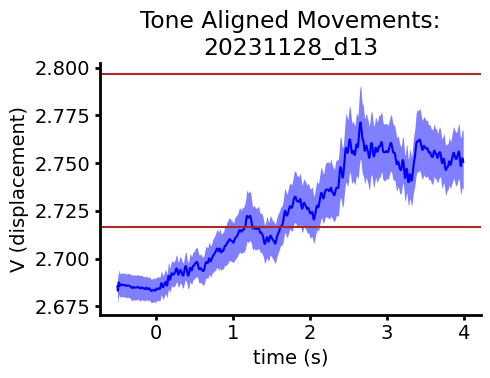 Tone Aligned Movements:
20231128_d13
2.800
2.775
2.750
2.725
2.700
2.675
V (displacement)
0 1 2 3 4
time (s)